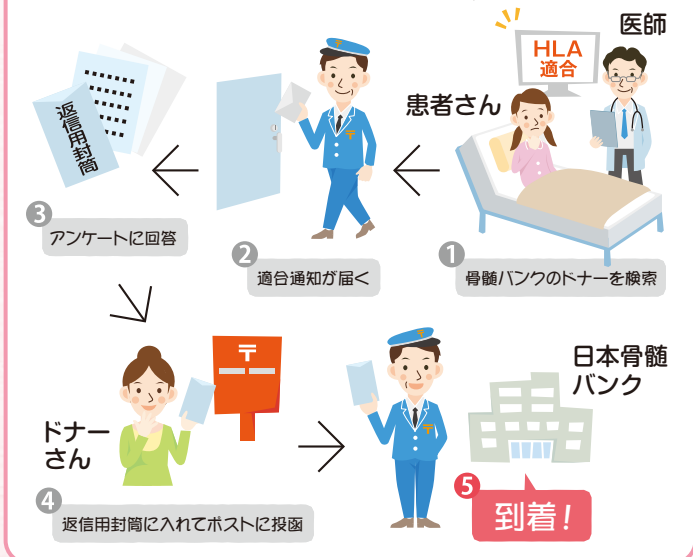 医師
HLA
適合
患者さん
1
骨髄バンクのドナーを検索
〒
2
適合通知が届く
返信用封筒
3
アンケートに回答
ドナー
さん
〒
4
返信用封筒に入れてポストに投函
〒
日本骨髄
バンク
5
到着!